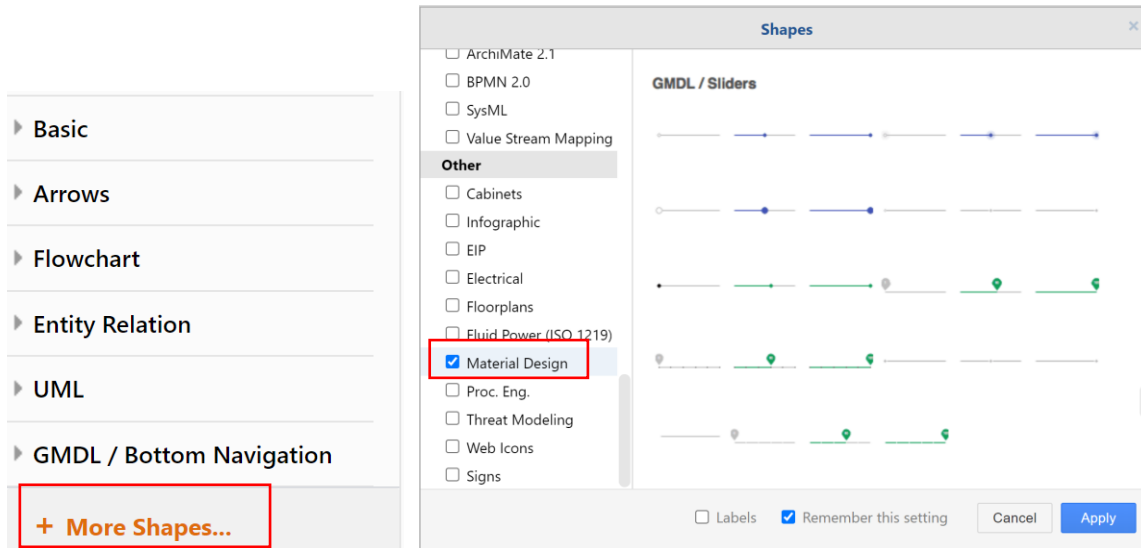 Basic
Arrows
Flowchart
Entity Relation
UML
GMDL / Bottom Navigation
+ More Shapes...
Shapes
×
ArchiMate 2.1
BPMN 2.0
SysML
Value Stream Mapping
Other
Cabinets
Infographic
EIP
Electrical
Floorplans
Fluid Power (ISO 1219)
Material Design
Proc. Eng.
Threat Modeling
Web Icons
Signs
GMDL / Sliders
Labels
Remember this setting
Cancel
Apply